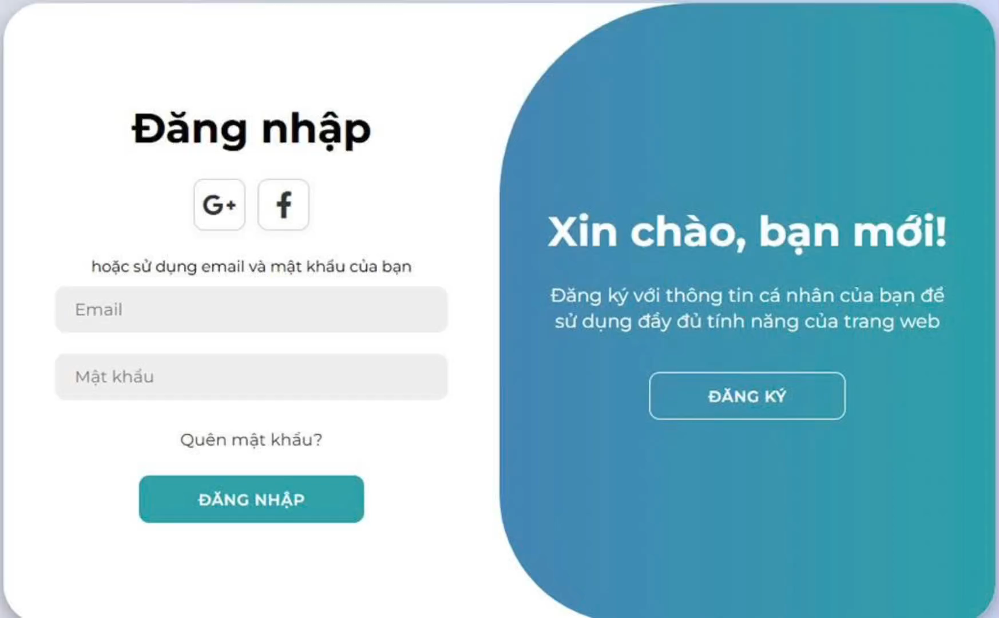 Đăng nhập
G+ f
hoặc sử dụng email và mật khẩu của bạn
Email
Mật khẩu
Quên mật khẩu?
ĐĂNG NHẬP
Xin chào, bạn mới!
Đăng ký với thông tin cá nhân của bạn để
sử dụng đầy đủ tính năng của trang web
ĐĂNG KÝ